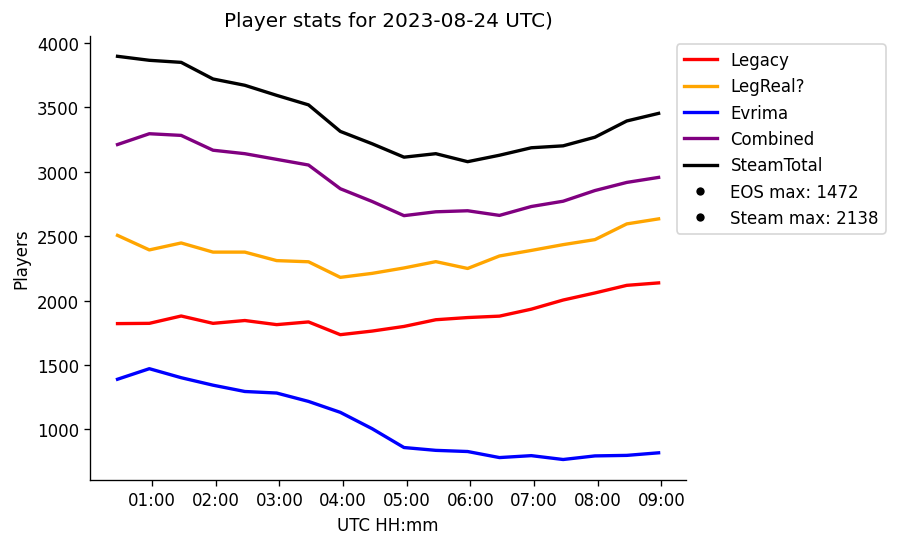 Player stats for 2023-08-24 UTC)
4000
3500
3000
2500
2000
1500
1000
Players
01:00 02:00 03:00 04:00 05:00 06:00 07:00 08:00 09:00
UTC HH:mm
Legacy
LegReal?
Evrima
Combined
SteamTotal
EOS max: 1472
Steam max: 2138